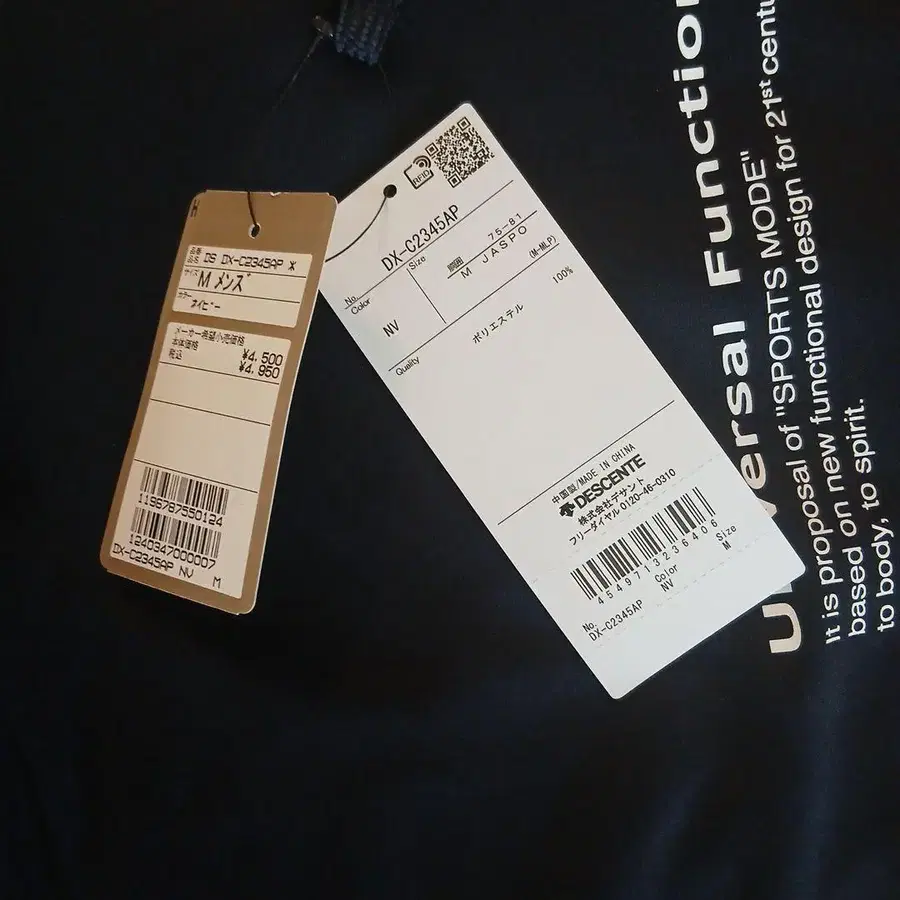 品番
品名 DS DX-C2345AP X
サイズ M メンズ
カラー ネイビー
メーカー希望小売価格
本体価格 ¥4,500
税込 ¥4,950
1196787550124
1240347000007
DX-C2345AP NV M
RFID
No. DX-C2345AP
Color Size
NV
胴囲 75-81
M JASPO
(M-MLP)
Quality ポリエステル 100%
中国製/MADE IN CHINA
DESCENTE
株式会社デサント
フリーダイヤル 0120-46-0310
4549713236406
No. Color Size
DX-C2345AP NV M
Universal Function
It is proposal of "SPORTS MODE"
based on new functional design for 21st centu
to body, to spirit.